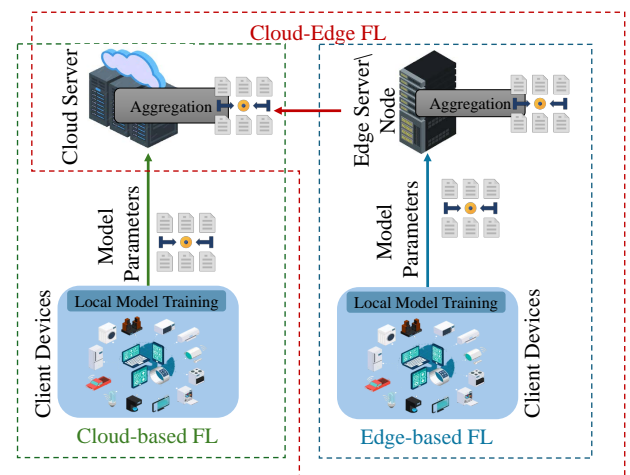 Cloud-Edge FL
Cloud Server
Aggregation
Edge Server\
Node
Aggregation
Model
Parameters
Model
Parameters
Client Devices
Local Model Training
Local Model Training
Client Devices
Cloud-based FL
Edge-based FL